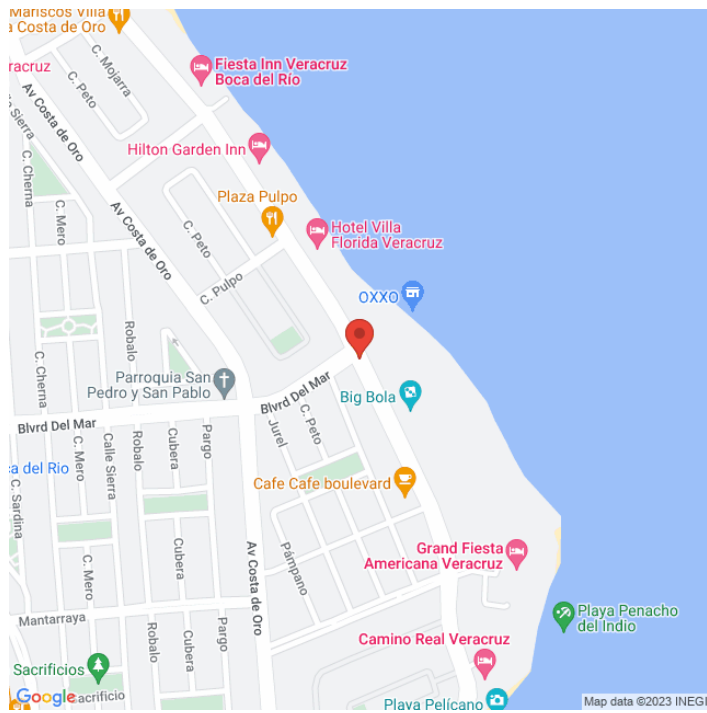 Mariscos Villa
a Costa de Oro
racruz
C. Mojarra
C. Peto
Fiesta Inn Veracruz
Boca del Río
Av Costa de Oro
Sierra
C. Cherna
C. Mero
Hilton Garden Inn
Plaza Pulpo
Hotel Villa
Florida Veracruz
C. Peto
Av Costa de Oro
C. Pulpo
OXXO
Robalo
C. Cherna
Parroquia San
Pedro y San Pablo
Blvrd Del Mar
Big Bola
Blvrd Del Mar
Jurel
C. Peto
C. Mero
Calle Sierra
Robalo
Cubera
Pargo
ca del Rio
C. Sardina
Cafe Cafe boulevard
Grand Fiesta
Americana Veracruz
Av Costa de Oro
Pámpano
Cubera
C. Mero
Mantarraya
Robalo
Cubera
Pargo
Playa Penacho
del Indio
Camino Real Veracruz
Sacrificios
Sacrificio
Playa Pelícano
Google
Map data ©2023 INEGI